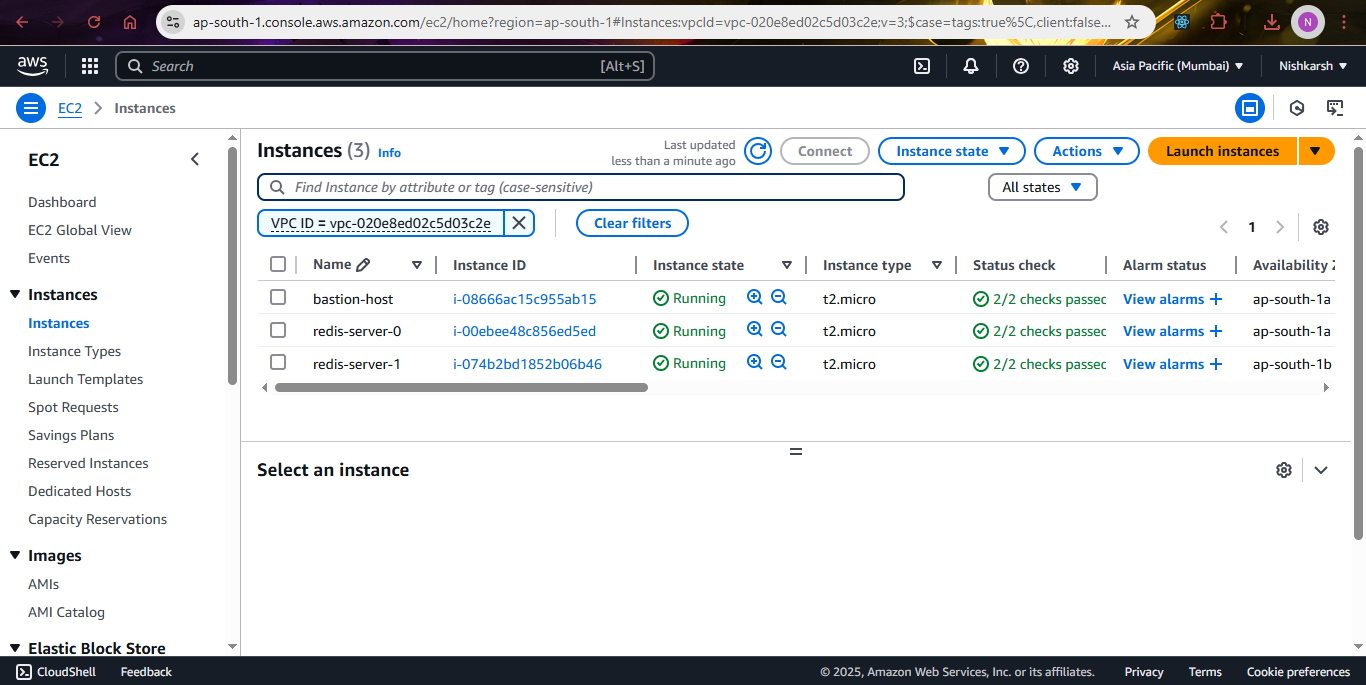 ap-south-1.console.aws.amazon.com/ec2/home?region=ap-south-1#Instances:vpcId=vpc-020e8ed02c5d03c2e;v=3;$case=tags:true%5C,client:false...
N
aws
Search
[Alt+S]
Asia Pacific (Mumbai)
Nishkarsh
EC2
Instances
EC2
Dashboard
EC2 Global View
Events
Instances
Instances
Instance Types
Launch Templates
Spot Requests
Savings Plans
Reserved Instances
Dedicated Hosts
Capacity Reservations
Images
AMIs
AMI Catalog
Elastic Block Store
Instances (3) Info
Last updated
less than a minute ago
Connect
Instance state
Actions
Launch instances
Find Instance by attribute or tag (case-sensitive)
All states
VPC ID = vpc-020e8ed02c5d03c2e
Clear filters
1
Name Instance ID Instance state Instance type Status check Alarm status Availability Z
bastion-host i-08666ac15c955ab15 Running t2.micro 2/2 checks passed View alarms + ap-south-1a
redis-server-0 i-00ebee48c856ed5ed Running t2.micro 2/2 checks passed View alarms + ap-south-1a
redis-server-1 i-074b2bd1852b06b46 Running t2.micro 2/2 checks passed View alarms + ap-south-1b
Select an instance
CloudShell Feedback © 2025, Amazon Web Services, Inc. or its affiliates. Privacy Terms Cookie preferences